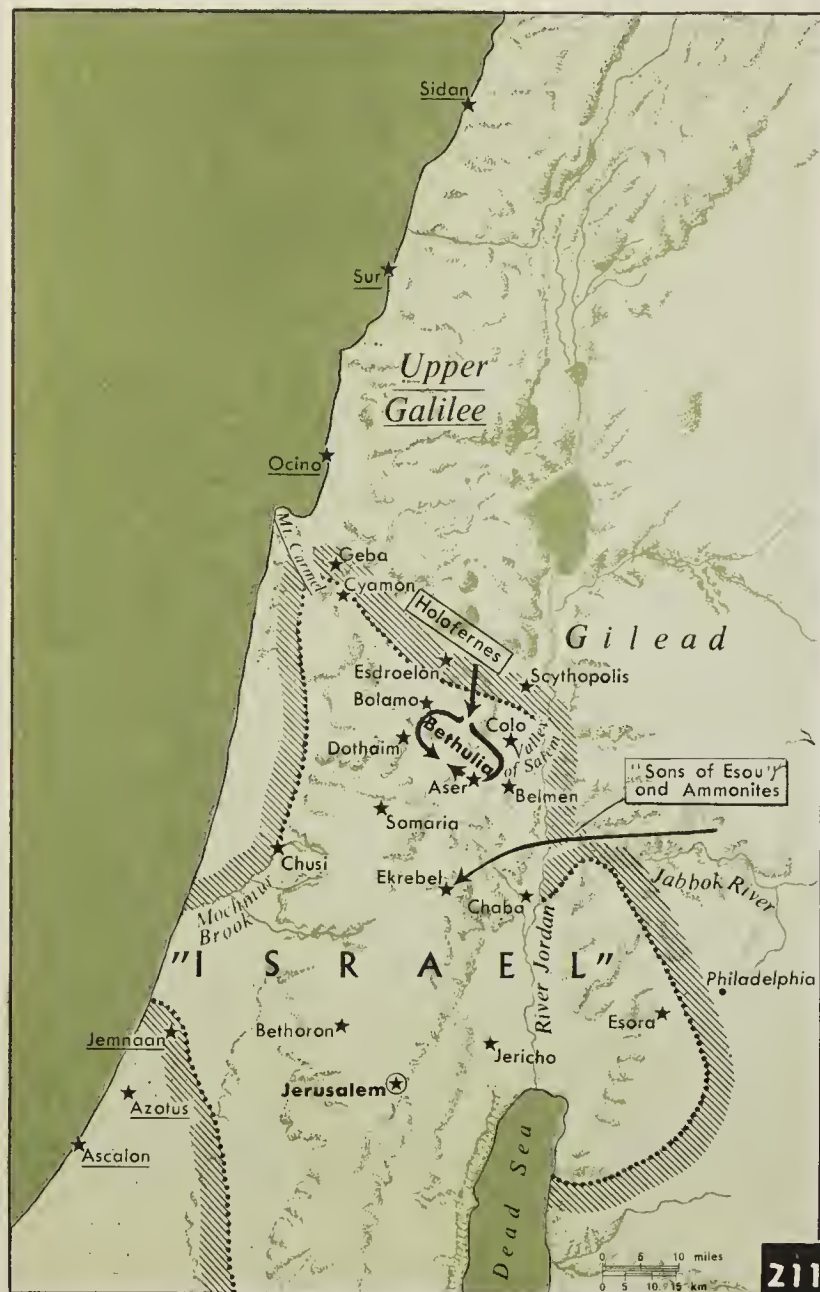 Sidan
Sur
Upper
Galilee
Ocino
Mt. Carmel
Geba
Cyamon
Holofernes
Gilead
Esdroelon
Scythopolis
Bolamo
Bethulia
Colo
Dothaim
Valley
of Salem
Aser
Belmen
"Sons of Esou"
ond Ammonites
Somaria
Chusi
Ekrebel
Chaba
Jabbok River
Mochmur
Brook
River Jordan
"ISRAEL"
Philadelphia
Esora
Jemnaan
Bethoron
Jericho
Jerusalem
Azotus
Ascalon
Dead Sea
0 5 10 miles
0 5 10 15 km
211